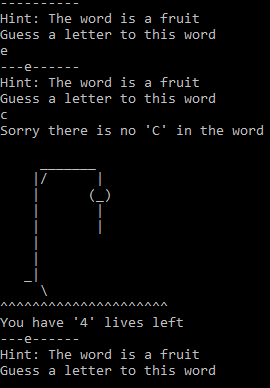 ----------
Hint: The word is a fruit
Guess a letter to this word
e
---e------
Hint: The word is a fruit
Guess a letter to this word
c
Sorry there is no 'C' in the word
     _______
    |/      |
    |      (_)
    |       |
    |       |
    |
    |
   _|
     \
^^^^^^^^^^^^^^^^^^^^^
You have '4' lives left
---e------
Hint: The word is a fruit
Guess a letter to this word